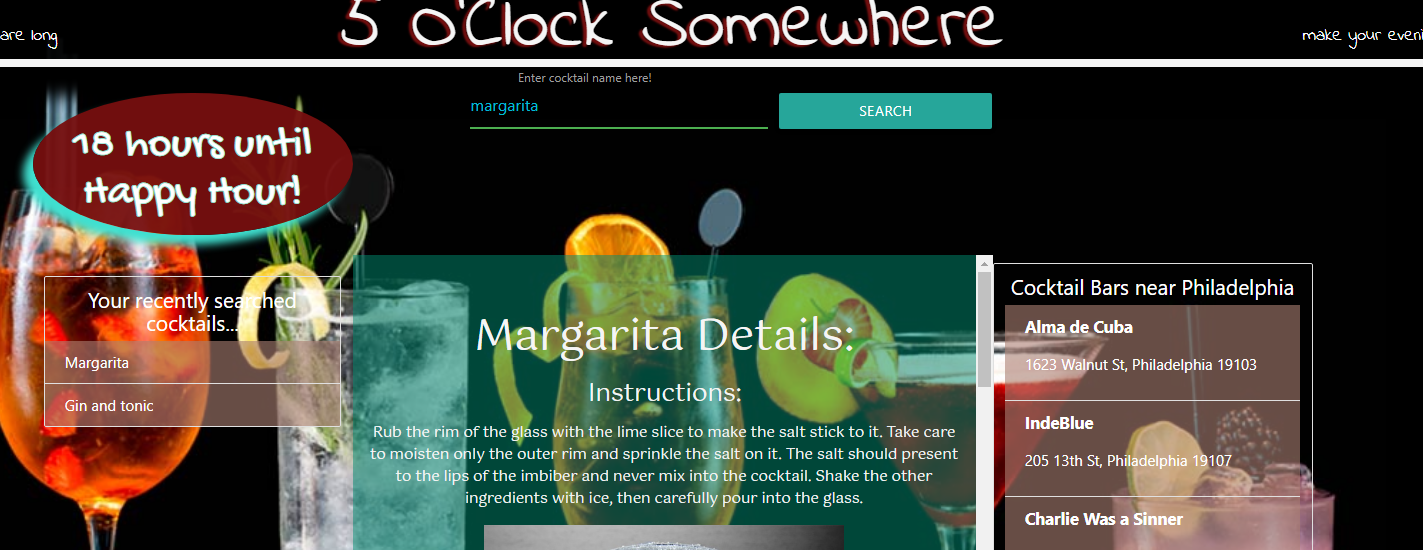 5 O'Clock Somewhere
are long
make your eveni
Enter cocktail name here!
margarita
SEARCH
18 hours until
Happy Hour!
Your recently searched
cocktails...
Margarita
Gin and tonic
Margarita Details:
Instructions:
Rub the rim of the glass with the lime slice to make the salt stick to it. Take care
to moisten only the outer rim and sprinkle the salt on it. The salt should present
to the lips of the imbiber and never mix into the cocktail. Shake the other
ingredients with ice, then carefully pour into the glass.
Cocktail Bars near Philadelphia
Alma de Cuba
1623 Walnut St, Philadelphia 19103
IndeBlue
205 13th St, Philadelphia 19107
Charlie Was a Sinner